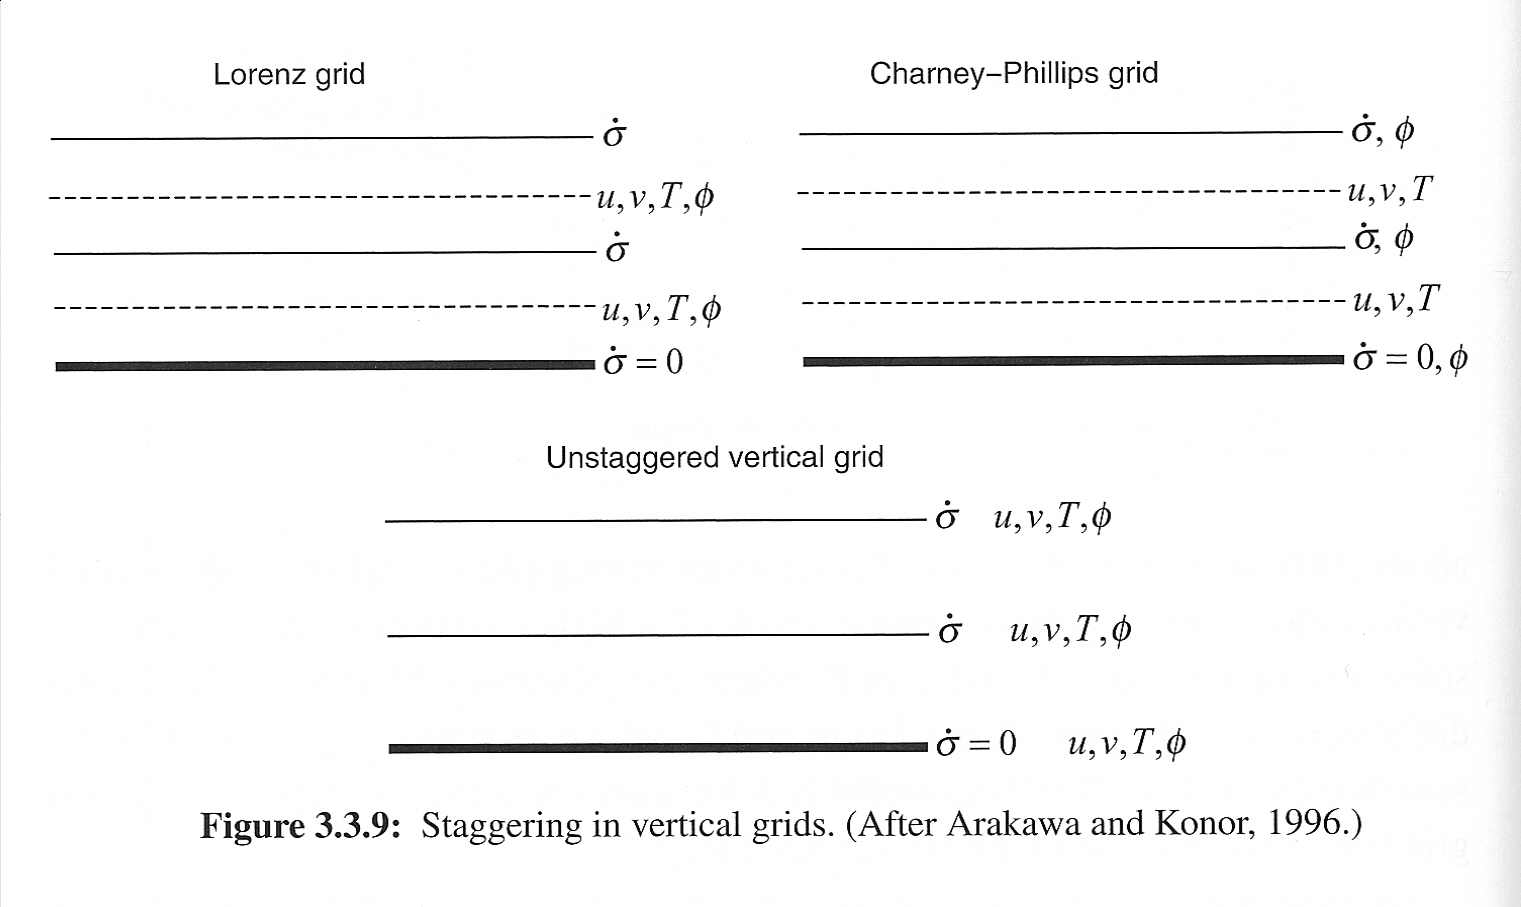 Lorenz grid
σ̇
u,v,T,ϕ
σ̇
u,v,T,ϕ
σ̇ = 0
Charney–Phillips grid
σ̇, ϕ
u,v,T
σ̇, ϕ
u,v,T
σ̇ = 0, ϕ
Unstaggered vertical grid
σ̇ u,v,T,ϕ
σ̇ u,v,T,ϕ
σ̇ = 0 u,v,T,ϕ
Figure 3.3.9: Staggering in vertical grids. (After Arakawa and Konor, 1996.)